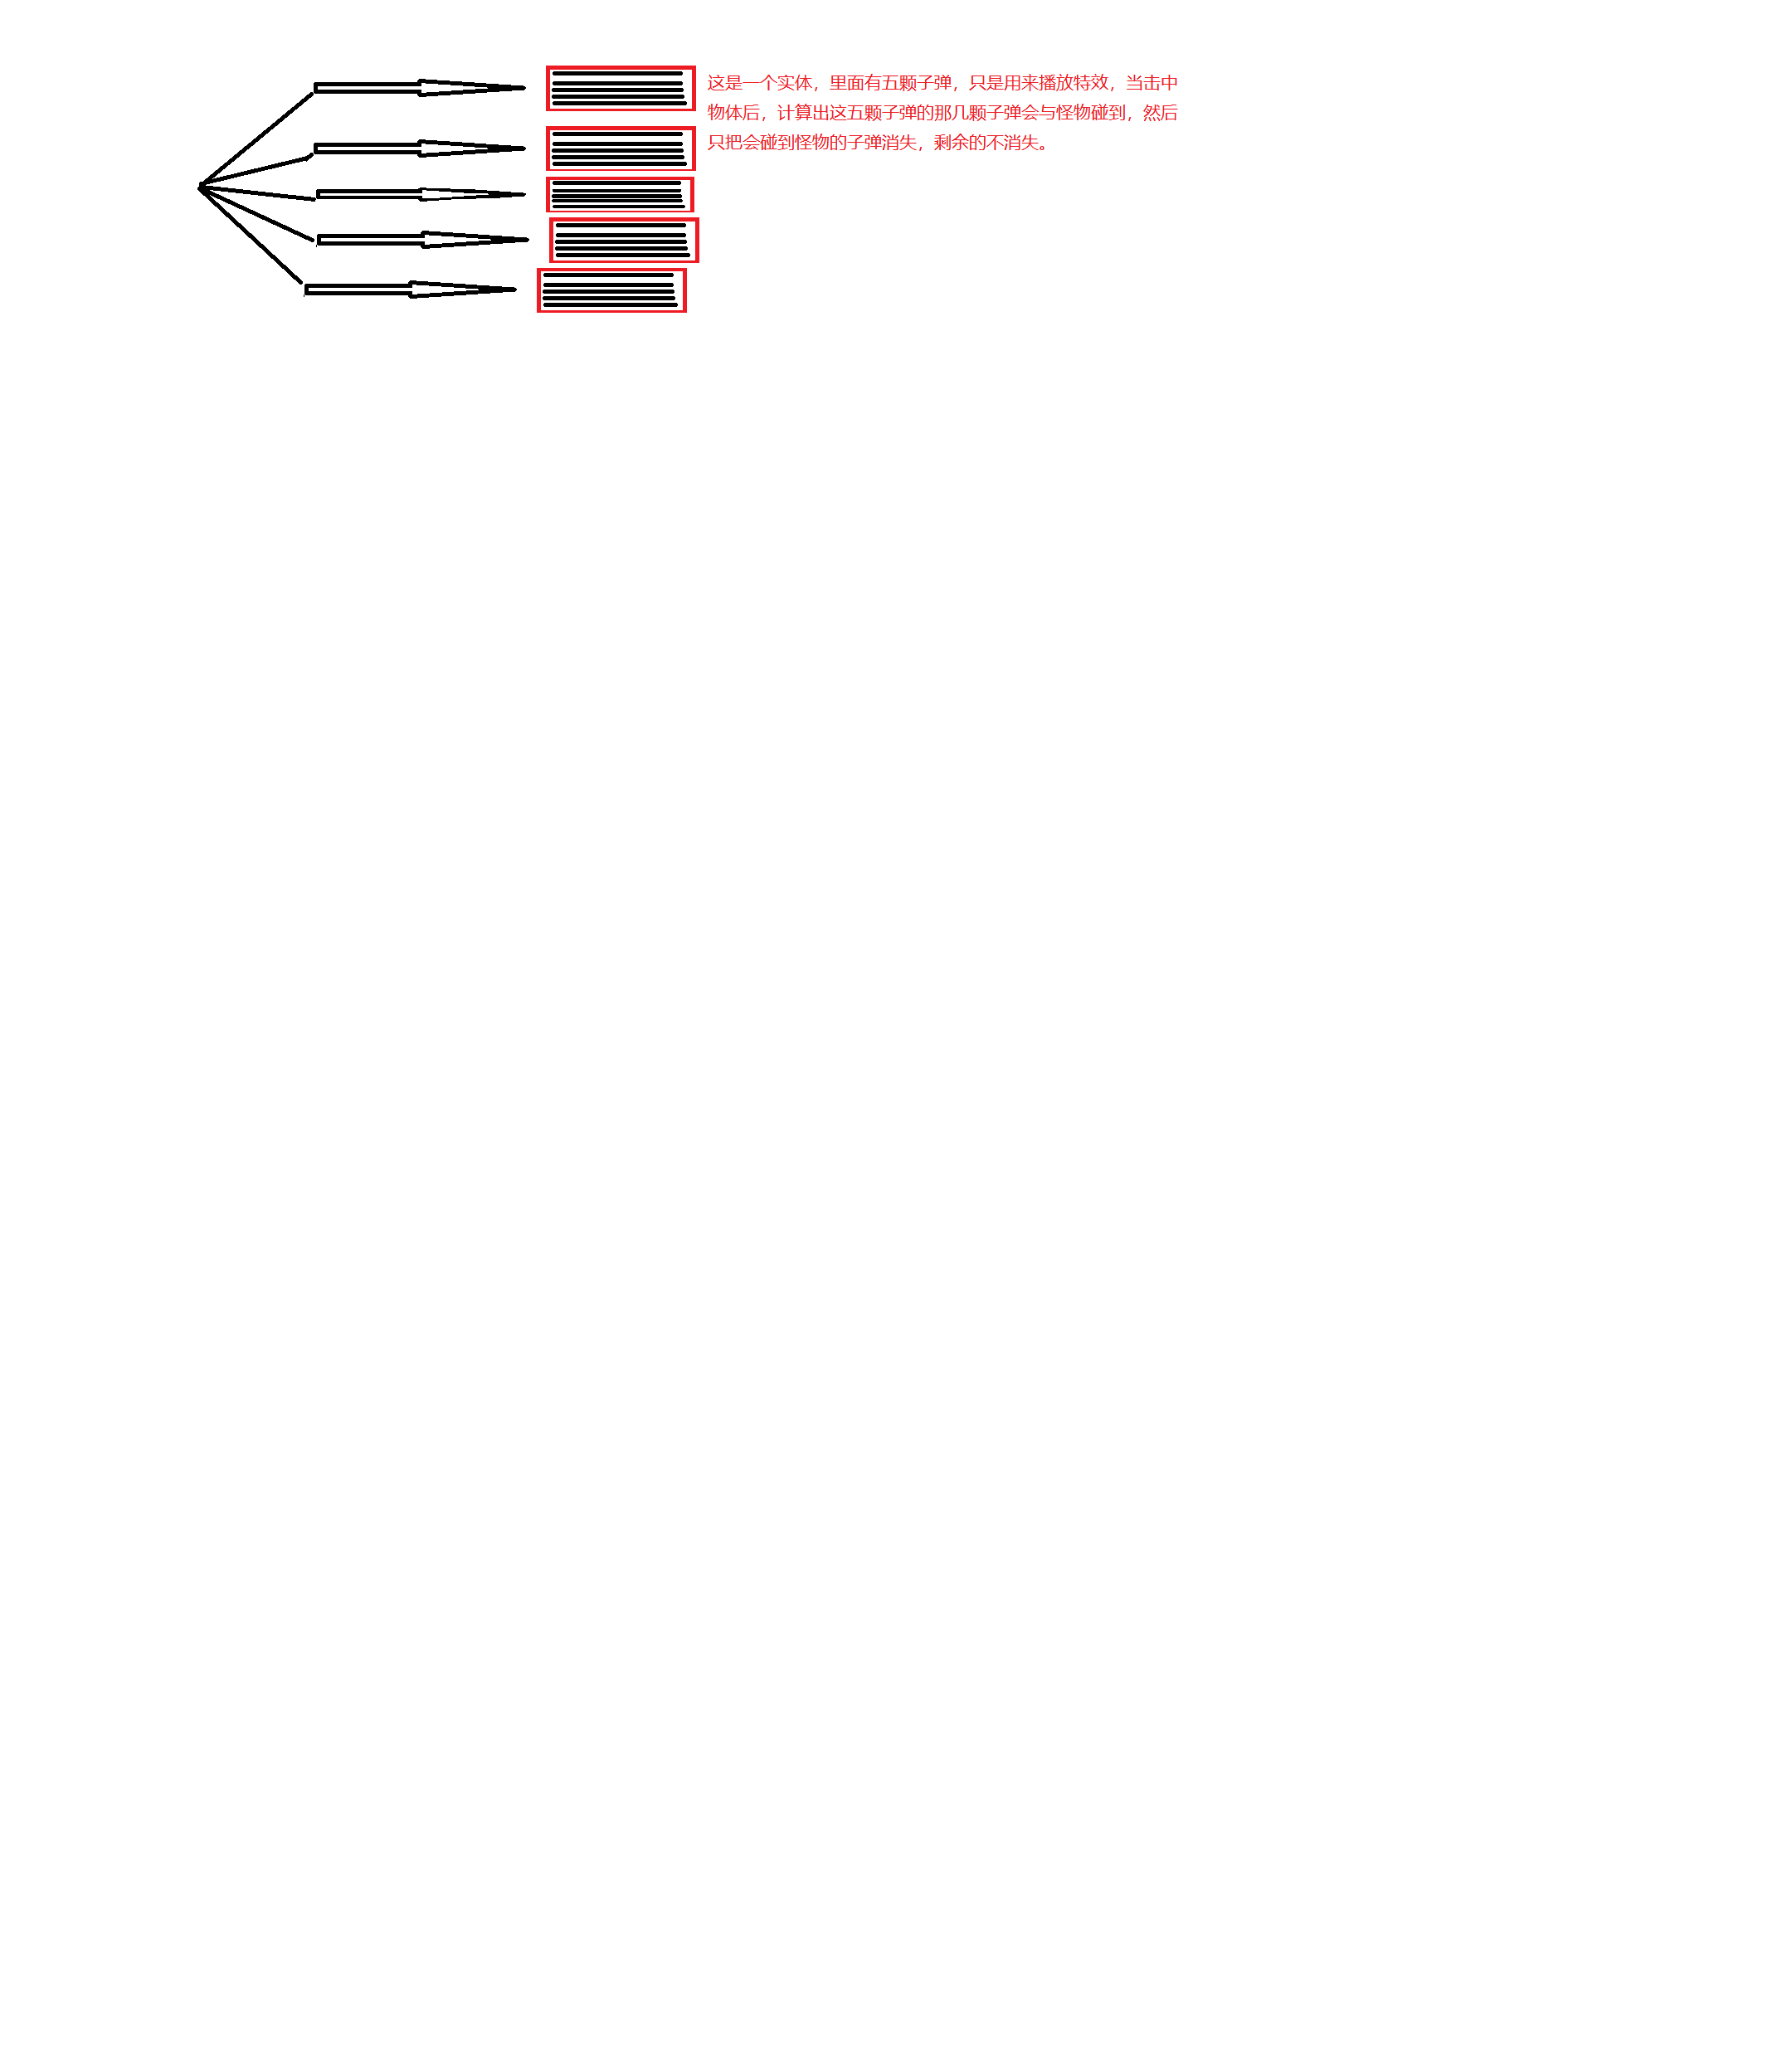 这是一个实体，里面有五颗子弹，只是用来播放特效，当击中
物体后，计算出这五颗子弹的那几颗子弹会与怪物碰到，然后
只把会碰到怪物的子弹消失，剩余的不消失。